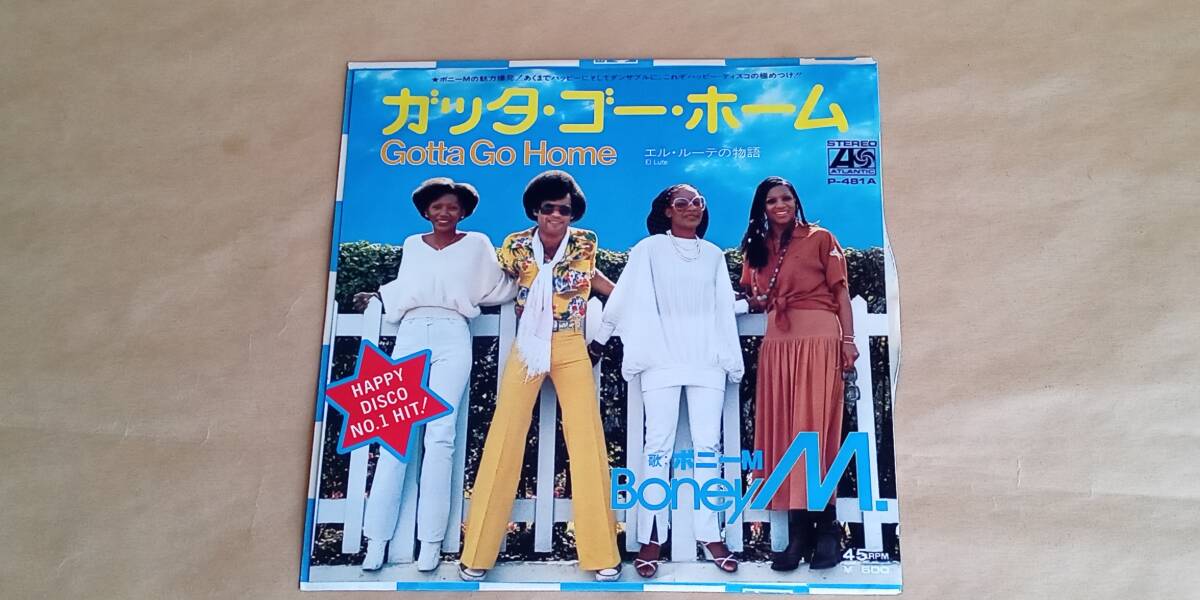 ★ボニーMの魅力爆発!あくまでハッピーにそしてダンサブルに、これぞハッピー・ディスコの極めつけ!!
ガッタ・ゴー・ホーム
Gotta Go Home
エル・ルーテの物語
El Lute
STEREO
ATLANTIC
P-481A
HAPPY
DISCO
NO.1 HIT!
歌・ボニーM
Boney M.
45RPM
¥ 600